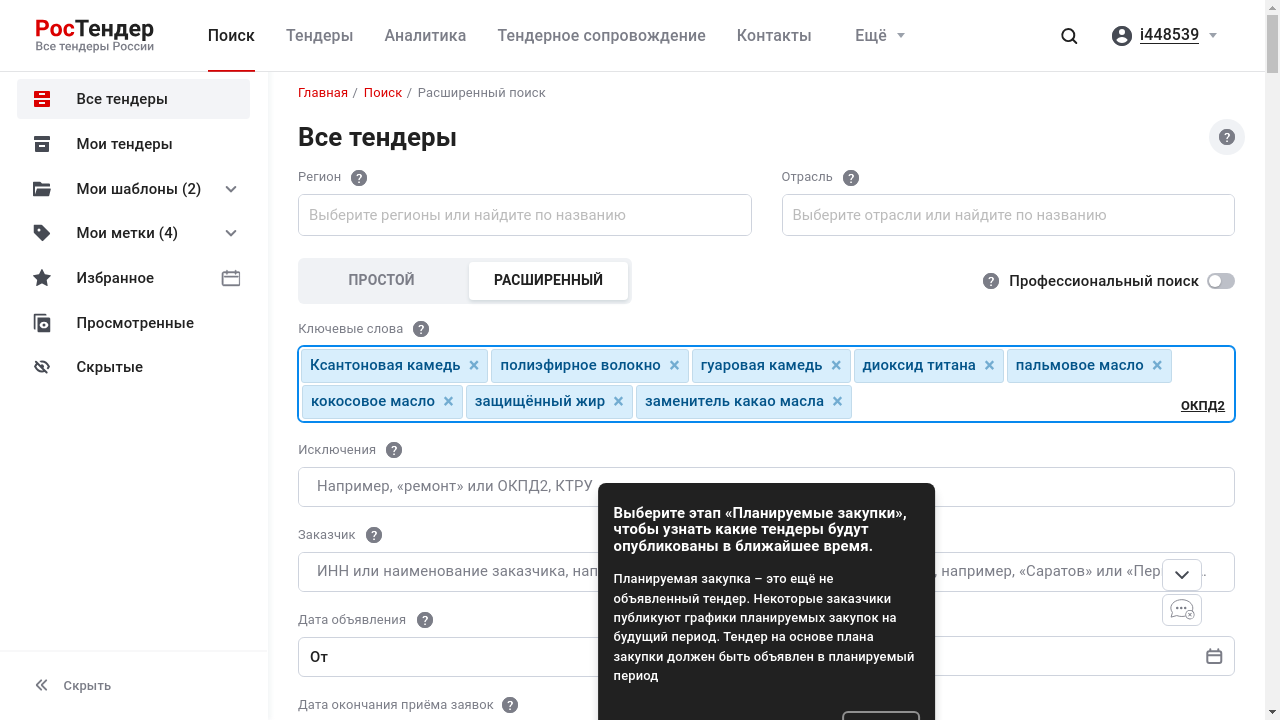 РосТендер
Все тендеры России
Поиск
Тендеры
Аналитика
Тендерное сопровождение
Контакты
Ещё
i448539
Все тендеры
Мои тендеры
Мои шаблоны (2)
Мои метки (4)
Избранное
Просмотренные
Скрытые
Скрыть
Главная / Поиск / Расширенный поиск
Все тендеры
?
Регион ?
Выберите регионы или найдите по названию
Отрасль ?
Выберите отрасли или найдите по названию
ПРОСТОЙ
РАСШИРЕННЫЙ
? Профессиональный поиск
Ключевые слова ?
Ксантоновая камедь × полиэфирное волокно × гуаровая камедь × диоксид титана × пальмовое масло ×
кокосовое масло × защищённый жир × заменитель какао масла ×
ОКПД2
Исключения ?
Например, «ремонт» или ОКПД2, КТРУ
Заказчик ?
ИНН или наименование заказчика, нап
, например, «Саратов» или «Пер
Дата объявления ?
От
Дата окончания приёма заявок ?
Выберите этап «Планируемые закупки»,
чтобы узнать какие тендеры будут
опубликованы в ближайшее время.
Планируемая закупка – это ещё не
объявленный тендер. Некоторые заказчики
публикуют графики планируемых закупок на
будущий период. Тендер на основе плана
закупки должен быть объявлен в планируемый
период